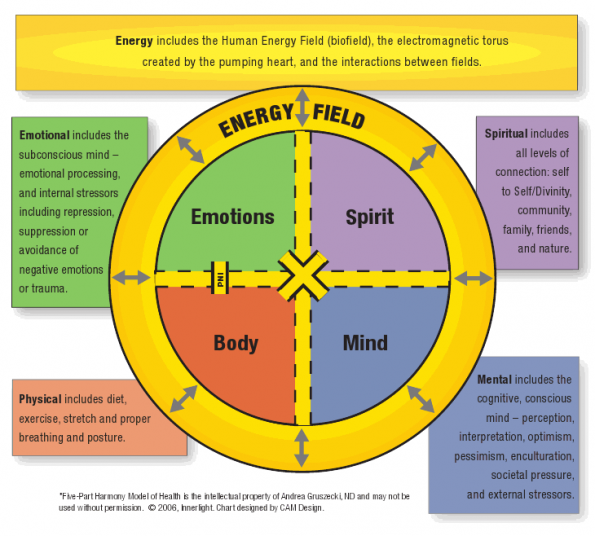 Energy includes the Human Energy Field (biofield), the electromagnetic torus
created by the pumping heart, and the interactions between fields.
ENERGY FIELD
Emotional includes the
subconscious mind –
emotional processing,
and internal stressors
including repression,
suppression or
avoidance of
negative emotions
or trauma.
Spiritual includes
all levels of
connection: self
to Self/Divinity,
community,
family, friends,
and nature.
Emotions
Spirit
PNI
Body
Mind
Physical includes diet,
exercise, stretch and proper
breathing and posture.
Mental includes the
cognitive, conscious
mind – perception,
interpretation, optimism,
pessimism, enculturation,
societal pressure,
and external stressors.
*Five-Part Harmony Model of Health is the intellectual property of Andrea Gruszecki, ND and may not be
used without permission. © 2006, Innerlight. Chart designed by CAM Design.